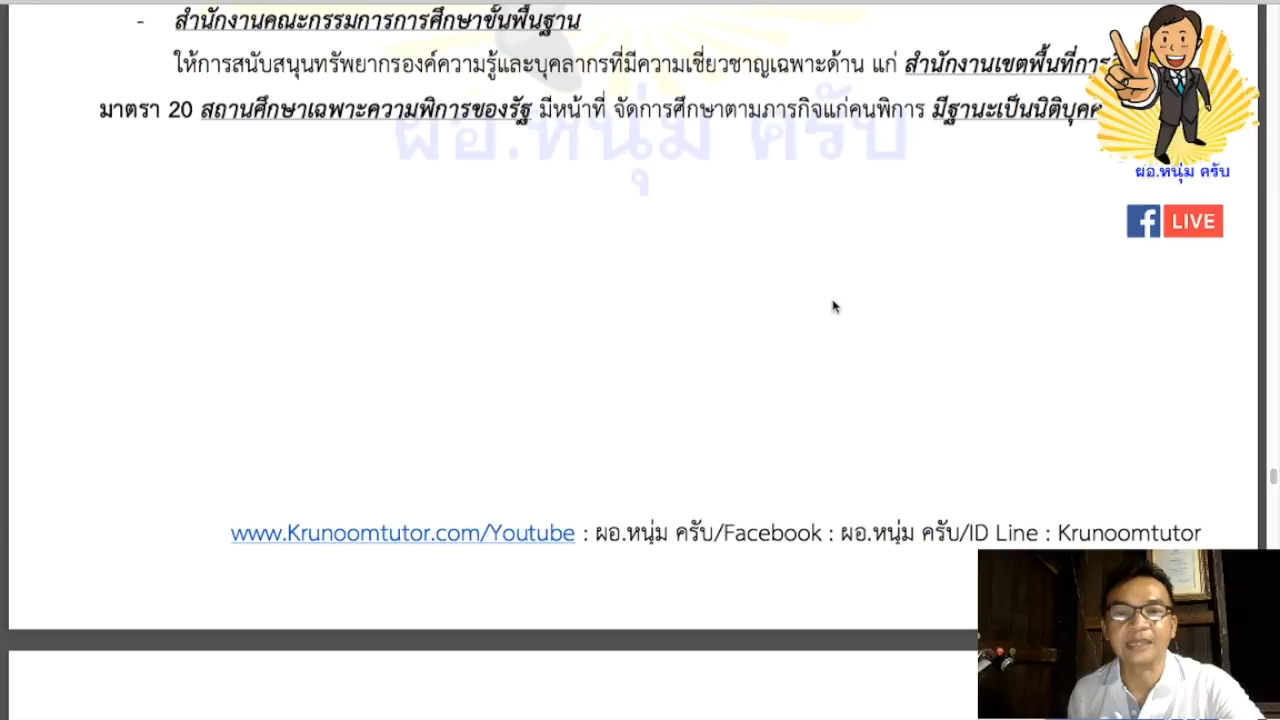 - สำนักงานคณะกรรมการการศึกษาขั้นพื้นฐาน
ให้การสนับสนุนทรัพยากรองค์ความรู้และบุคลากรที่มีความเชี่ยวชาญเฉพาะด้าน แก่ สำนักงานเขตพื้นที่การ
มาตรา 20 สถานศึกษาเฉพาะความพิการของรัฐ มีหน้าที่ จัดการศึกษาตามภารกิจแก่คนพิการ มีฐานะเป็นนิติบุค
ผอ.หนุ่ม ครับ
ผอ.หนุ่ม ครับ
f LIVE
www.Krunoomtutor.com/Youtube : ผอ.หนุ่ม ครับ/Facebook : ผอ.หนุ่ม ครับ/ID Line : Krunoomtutor